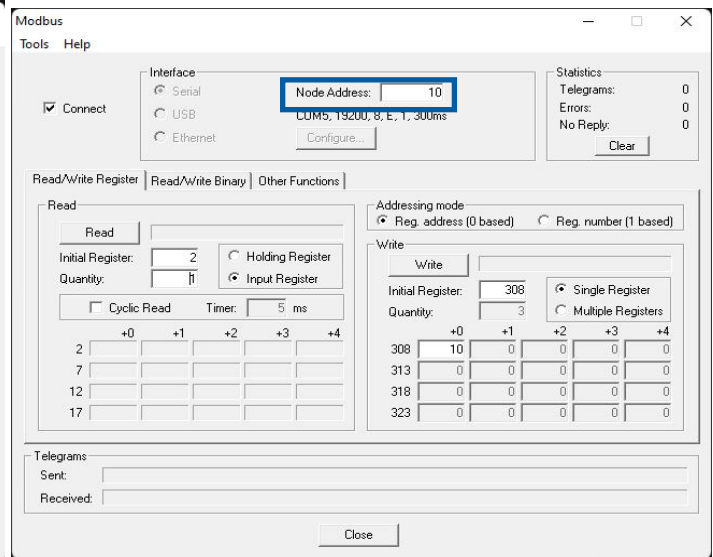 Modbus
Tools Help
Connect
Interface
Serial
USB
Ethernet
Node Address: 10
COM5, 19200, 8, E, 1, 300ms
Configure...
Statistics
Telegrams: 0
Errors: 0
No Reply: 0
Clear
Read/Write Register Read/Write Binary Other Functions
Read
Read
Initial Register: 2
Quantity: 1
Holding Register
Input Register
Cyclic Read Timer: 5 ms
+0 +1 +2 +3 +4
2
7
12
17
Addressing mode
Reg. address (0 based) Reg. number (1 based)
Write
Write
Initial Register: 308
Quantity: 3
Single Register
Multiple Registers
+0 +1 +2 +3 +4
308 10 0 0 0 0
313 0 0 0 0 0
318 0 0 0 0 0
323 0 0 0 0 0
Telegrams
Sent:
Received:
Close